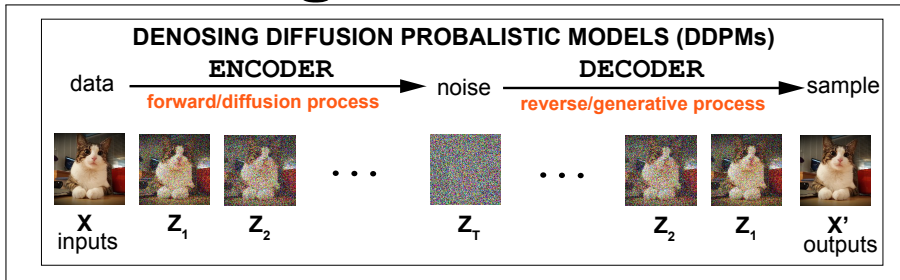 DENOSING DIFFUSION PROBALISTIC MODELS (DDPMs)
data ENCODER noise DECODER sample
forward/diffusion process reverse/generative process
... ...
X Z1 Z2 ZT Z2 Z1 X'
inputs outputs